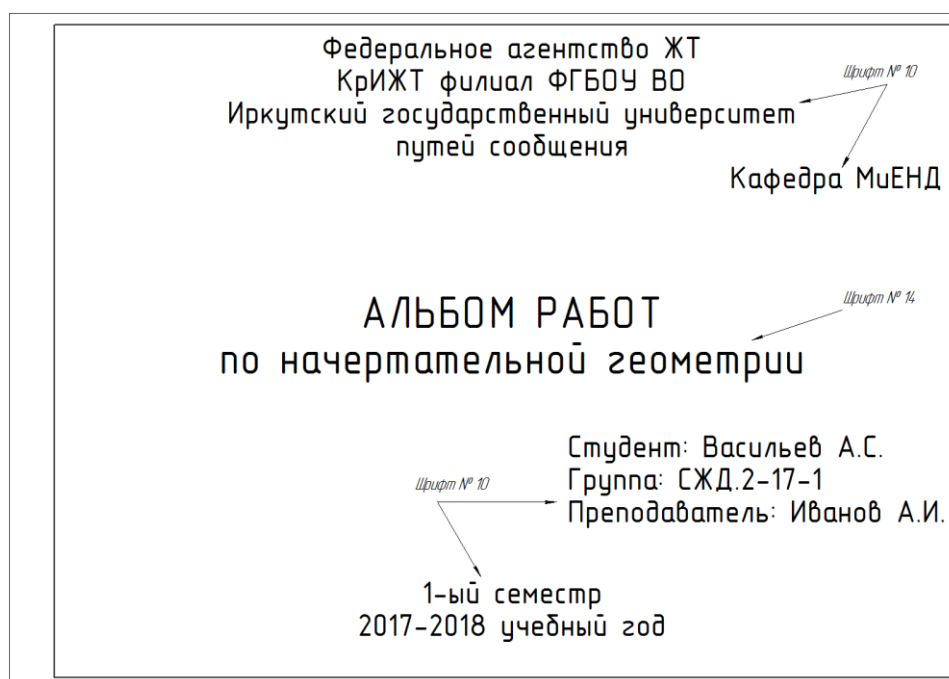 Федеральное агентство ЖТ
КрИЖТ филиал ФГБОУ ВО
Иркутский государственный университет
путей сообщения
Шрифт № 10
Кафедра МиЕНД
АЛЬБОМ РАБОТ
по начертательной геометрии
Шрифт № 14
Студент: Васильев А.С.
Группа: СЖД.2-17-1
Преподаватель: Иванов А.И.
Шрифт № 10
1-ый семестр
2017-2018 учебный год